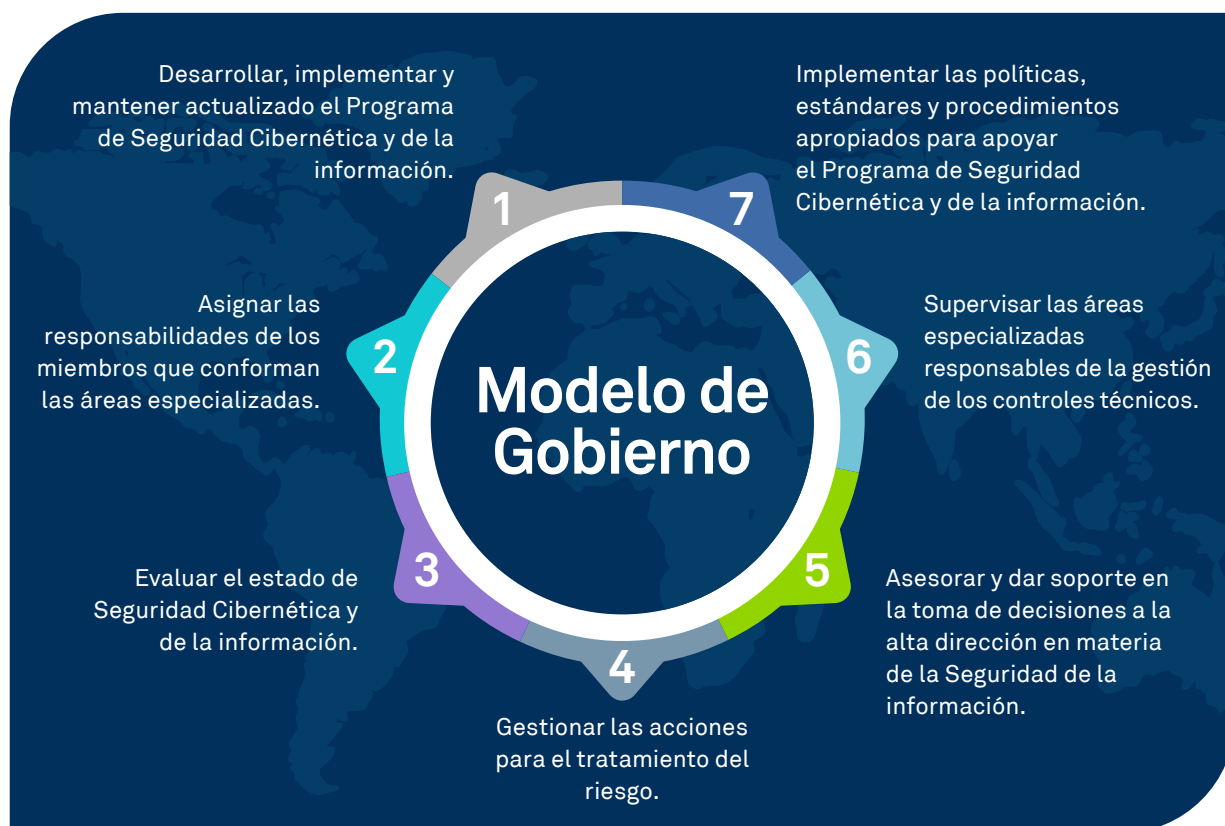 Desarrollar, implementar y
mantener actualizado el Programa
de Seguridad Cibernética y de la
información.
1
Asignar las
responsabilidades de los
miembros que conforman
las áreas especializadas.
2
Evaluar el estado de
Seguridad Cibernética y
de la información.
3
Gestionar las acciones
para el tratamiento del
riesgo.
4
Asesorar y dar soporte en
la toma de decisiones a la
alta dirección en materia
de la Seguridad de la
información.
5
Supervisar las áreas
especializadas
responsables de la gestión
de los controles técnicos.
6
Implementar las políticas,
estándares y procedimientos
apropiados para apoyar
el Programa de Seguridad
Cibernética y de la información.
7
Modelo de
Gobierno